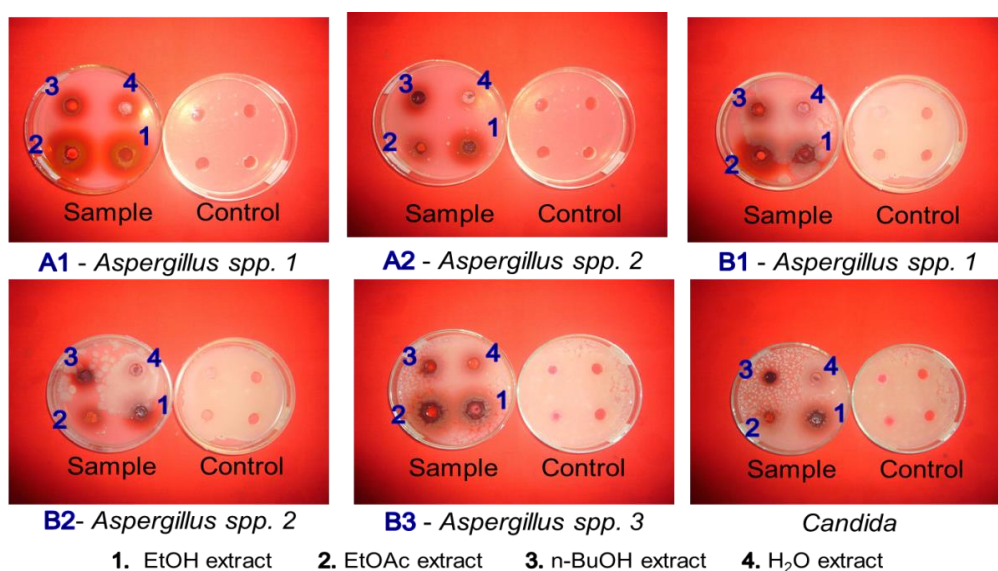 3 4 2 1
Sample Control
A1 - Aspergillus spp. 1
3 4 2 1
Sample Control
A2 - Aspergillus spp. 2
3 4 2 1
Sample Control
B1 - Aspergillus spp. 1
3 4 2 1
Sample Control
B2- Aspergillus spp. 2
3 4 2 1
Sample Control
B3 - Aspergillus spp. 3
3 4 2 1
Sample Control
Candida
1. EtOH extract 2. EtOAc extract 3. n-BuOH extract 4. H₂O extract